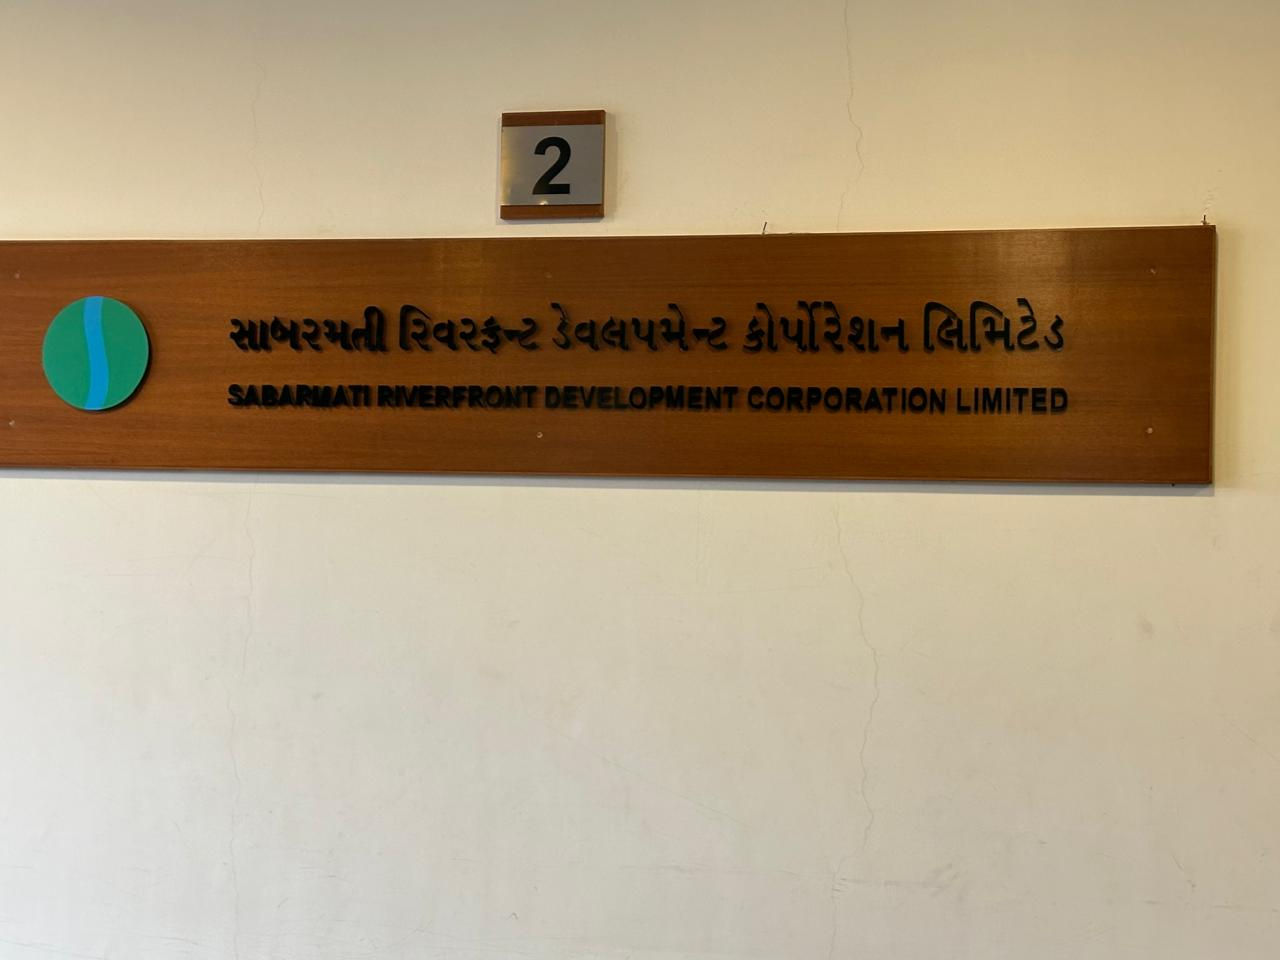 2
સાબરમતી રિવરફ્રન્ટ ડેવલપમેન્ટ કોર્પોરેશન લિમિટેડ
SABARMATI RIVERFRONT DEVELOPMENT CORPORATION LIMITED